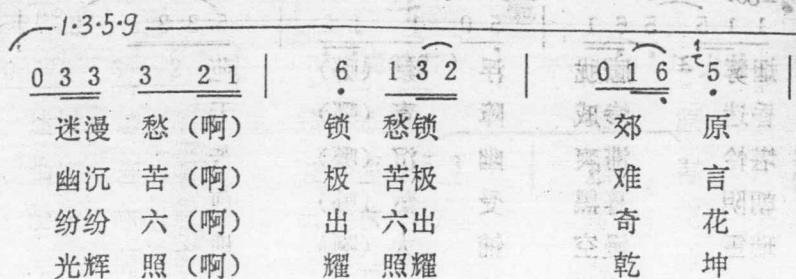 1·3·5·9
0 3 3 3 2 1 | 6 1 3 2 | 0 1 6 5 |
迷漫 愁（啊） 锁 愁锁 郊 原
幽沉 苦（啊） 极 苦极 难 言
纷纷 六（啊） 出 六出 奇 花
光辉 照（啊） 耀 照耀 乾 坤